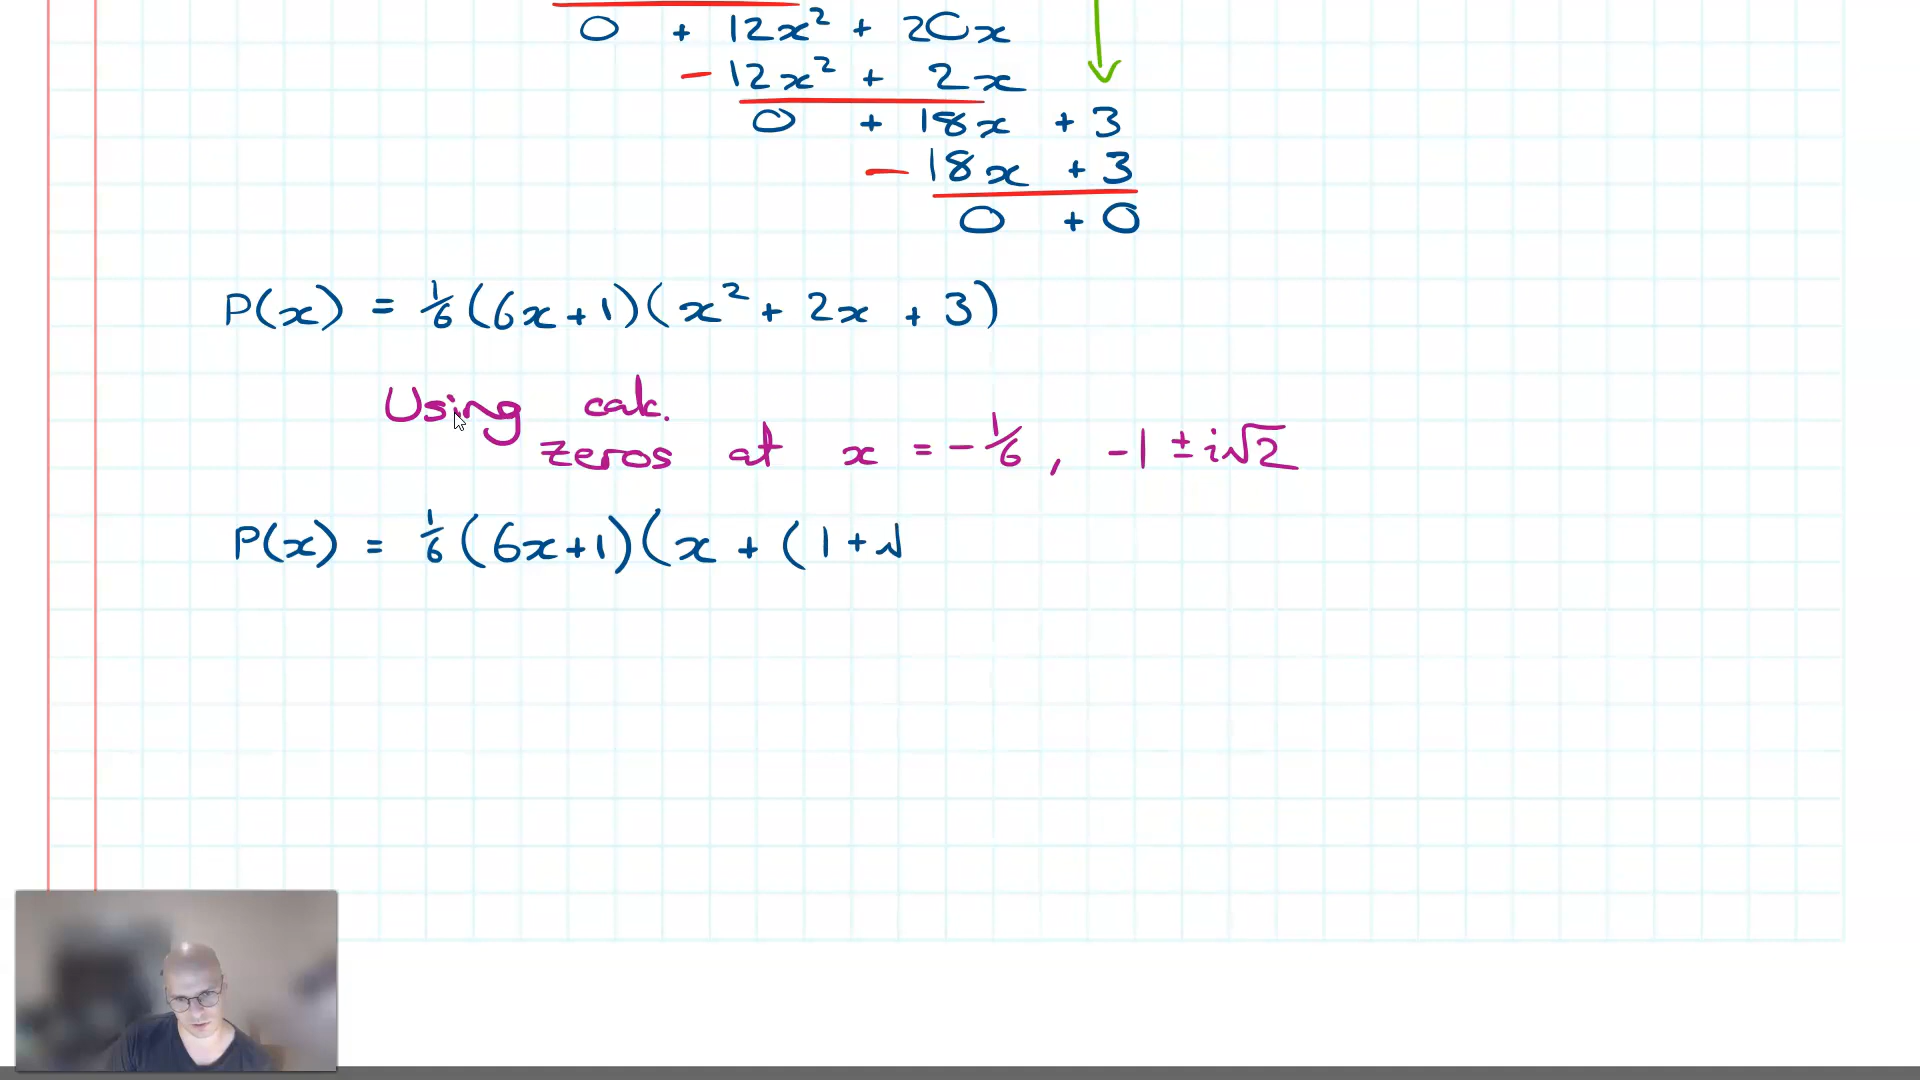 0 + 12x² + 20x
- 12x² + 2x
0 + 18x + 3
- 18x + 3
0 + 0
P(x) = ⅙(6x+1)(x² + 2x + 3)
Using calc.
zeros at x = -⅙, -1 ± i√2
P(x) = ⅙(6x+1)(x + (1 + √